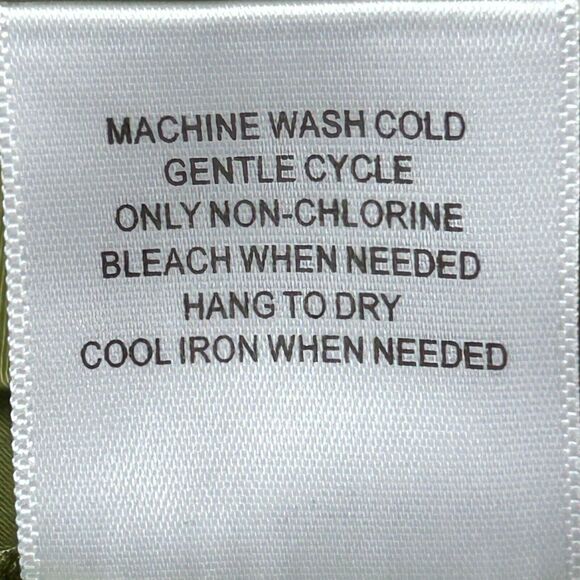 MACHINE WASH COLD
GENTLE CYCLE
ONLY NON-CHLORINE
BLEACH WHEN NEEDED
HANG TO DRY
COOL IRON WHEN NEEDED